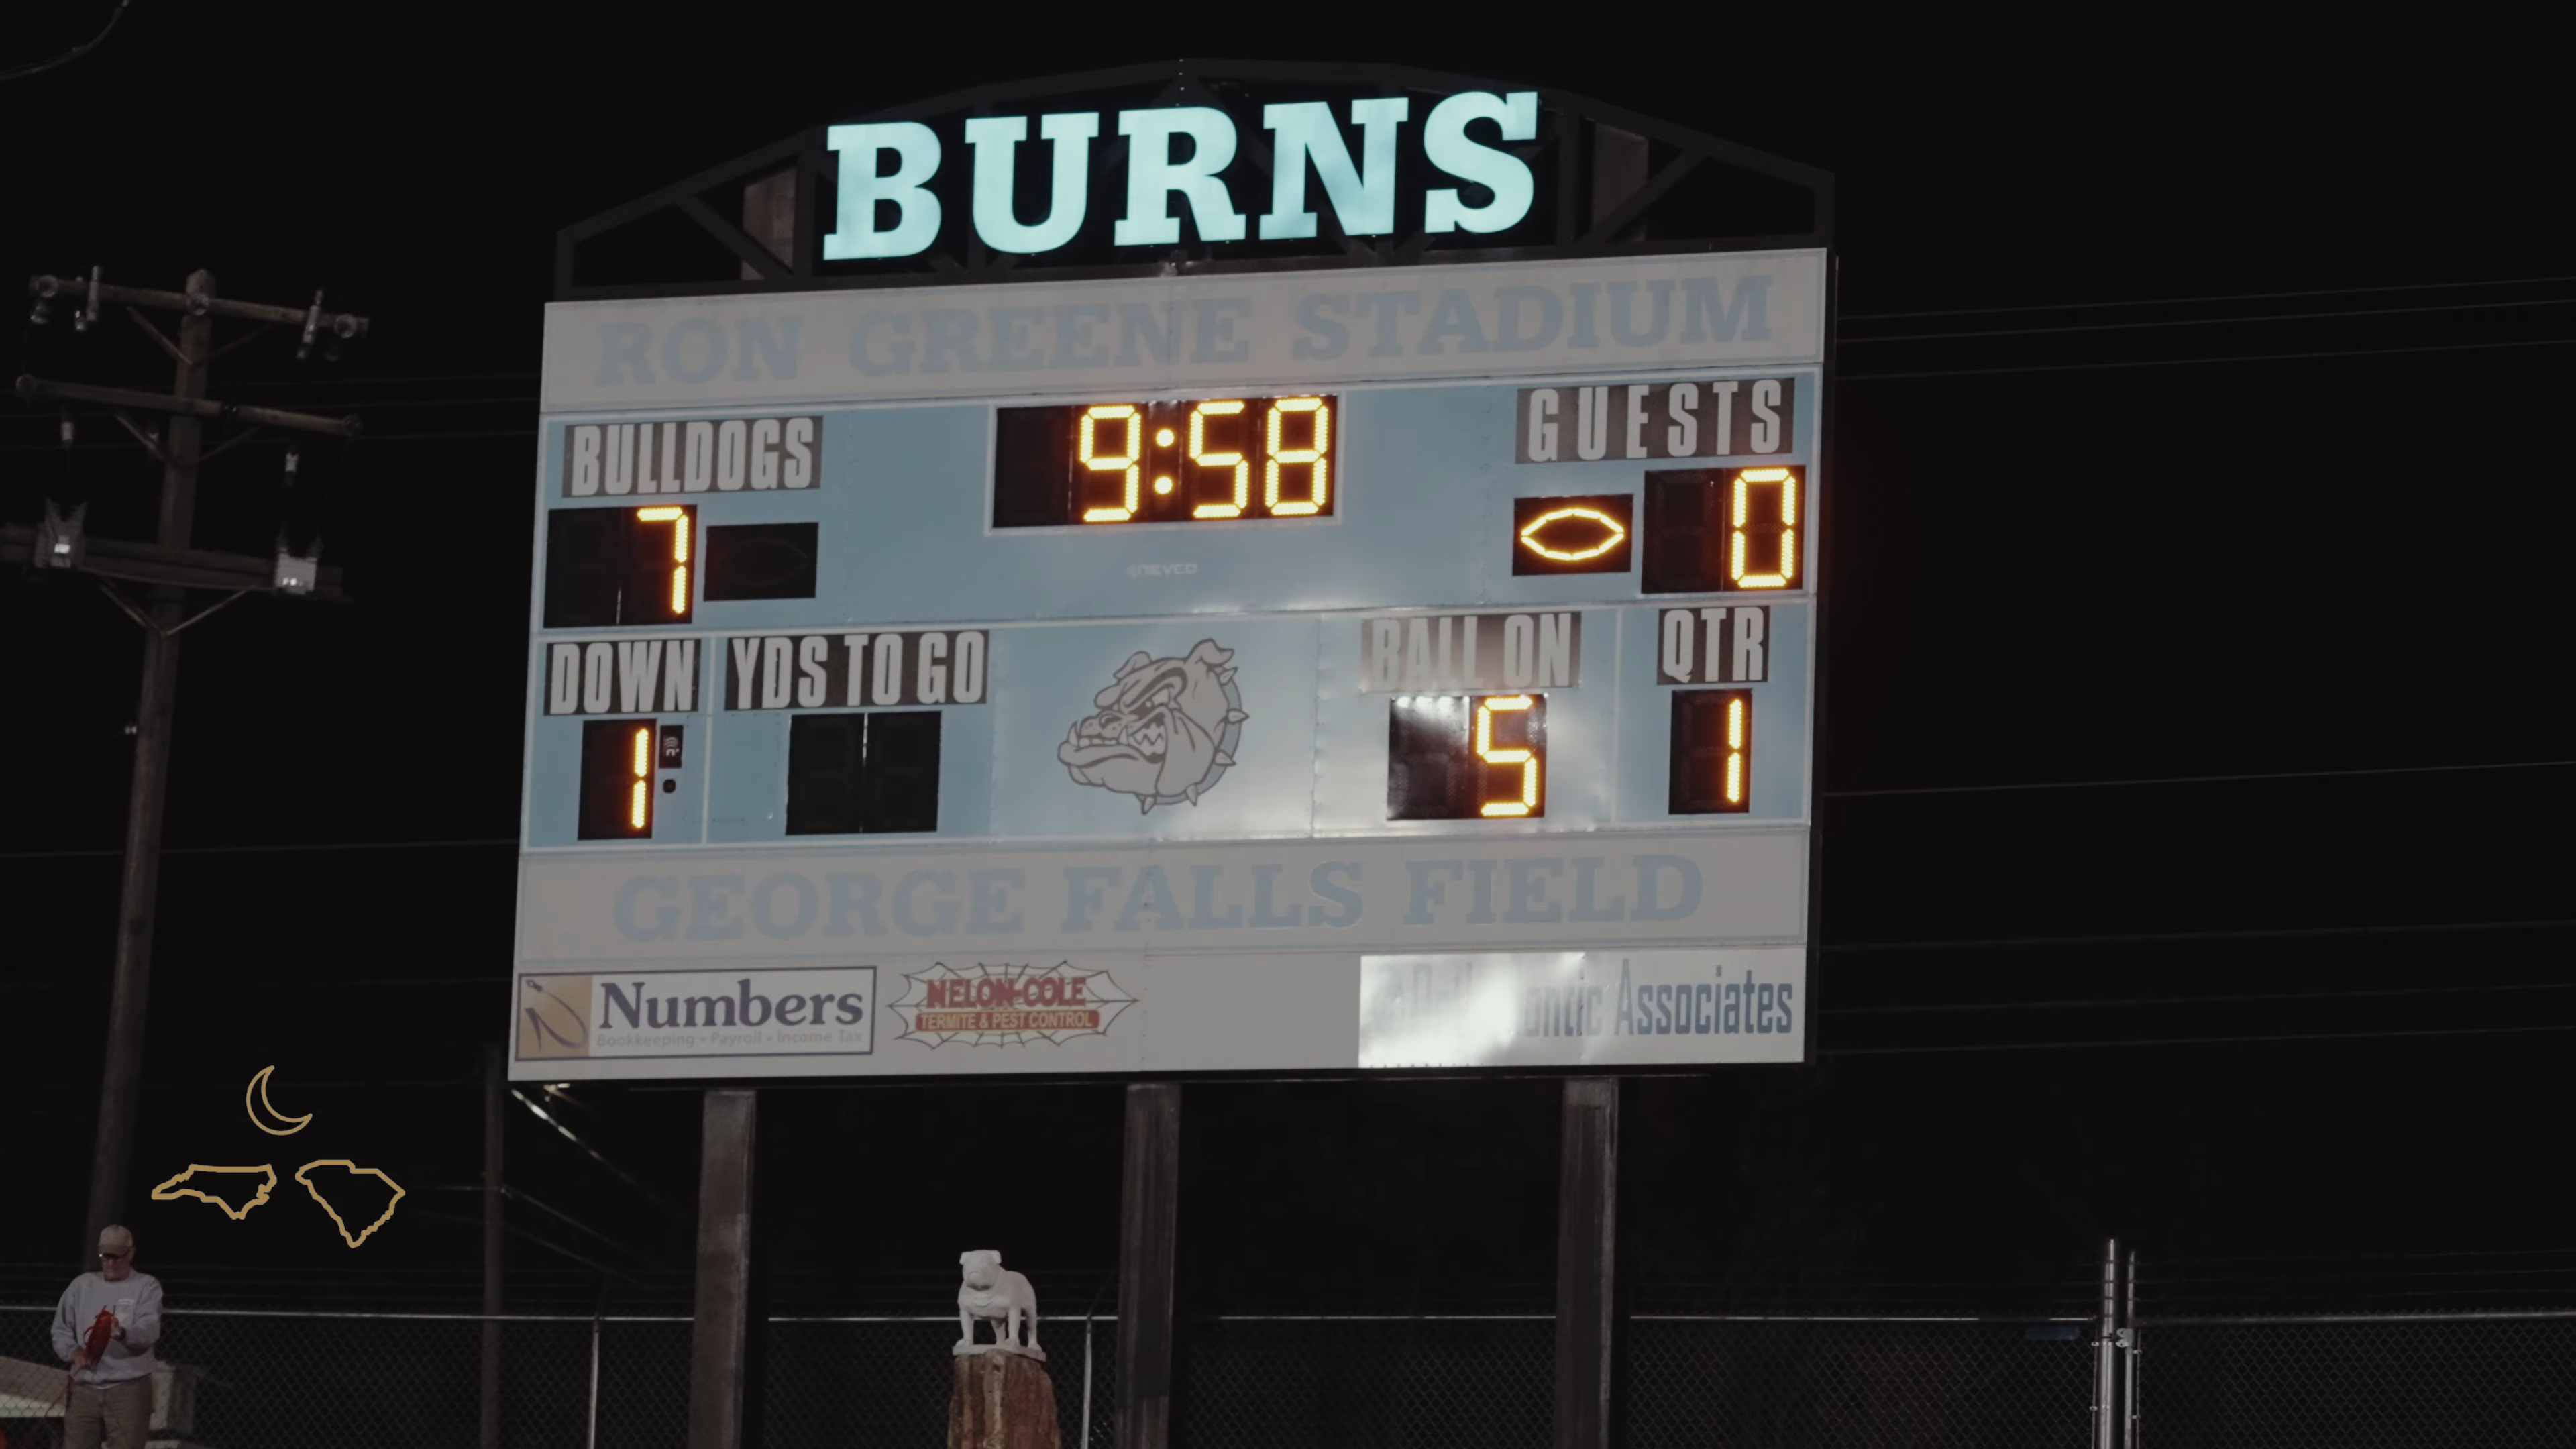 BURNS
RON GREENE STADIUM
BULLDOGS
9:58
GUESTS
7
0
NEVCO
DOWN
YDS TO GO
BALL ON
QTR
1
5
1
GEORGE FALLS FIELD
Numbers
Bookkeeping • Payroll • Income Tax
NELON-COLE
TERMITE & PEST CONTROL
Associates